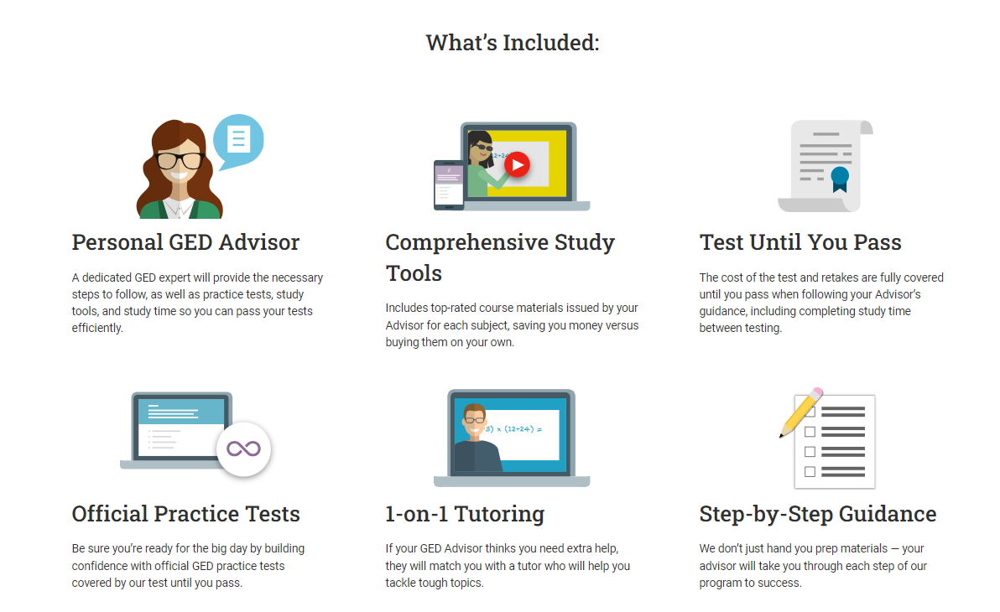 What’s Included:
Personal GED Advisor
A dedicated GED expert will provide the necessary
steps to follow, as well as practice tests, study
tools, and study time so you can pass your tests
efficiently.
12+24
Comprehensive Study
Tools
Includes top-rated course materials issued by your
Advisor for each subject, saving you money versus
buying them on your own.
Test Until You Pass
The cost of the test and retakes are fully covered
until you pass when following your Advisor’s
guidance, including completing study time
between testing.
Official Practice Tests
Be sure you’re ready for the big day by building
confidence with official GED practice tests
covered by our test until you pass.
3) x (12+24) =
1-on-1 Tutoring
If your GED Advisor thinks you need extra help,
they will match you with a tutor who will help you
tackle tough topics.
Step-by-Step Guidance
We don’t just hand you prep materials — your
advisor will take you through each step of our
program to success.